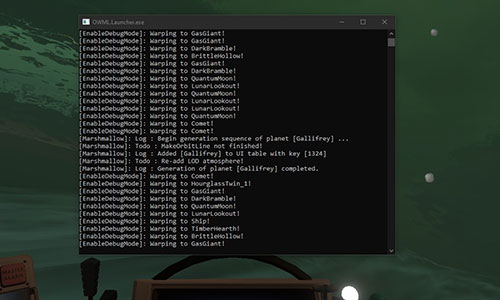 OWML.Launcher.exe
[EnableDebugMode]: Warping to GasGiant!
[EnableDebugMode]: Warping to GasGiant!
[EnableDebugMode]: Warping to DarkBramble!
[EnableDebugMode]: Warping to BrittleHollow!
[EnableDebugMode]: Warping to GasGiant!
[EnableDebugMode]: Warping to DarkBramble!
[EnableDebugMode]: Warping to QuantumMoon!
[EnableDebugMode]: Warping to LunarLookout!
[EnableDebugMode]: Warping to QuantumMoon!
[EnableDebugMode]: Warping to LunarLookout!
[EnableDebugMode]: Warping to LunarLookout!
[EnableDebugMode]: Warping to QuantumMoon!
[EnableDebugMode]: Warping to Comet!
[EnableDebugMode]: Warping to Comet!
[Marshmallow]: Log : Begin generation sequence of planet [Gallifrey] ...
[Marshmallow]: Todo : MakeOrbitLine not finished!
[Marshmallow]: Log : Added [Gallifrey] to UI table with key [1324]
[Marshmallow]: Todo : Re-add LOD atmosphere!
[Marshmallow]: Log : Generation of planet [Gallifrey] completed.
[EnableDebugMode]: Warping to Comet!
[EnableDebugMode]: Warping to HourglassTwin_1!
[EnableDebugMode]: Warping to GasGiant!
[EnableDebugMode]: Warping to DarkBramble!
[EnableDebugMode]: Warping to QuantumMoon!
[EnableDebugMode]: Warping to LunarLookout!
[EnableDebugMode]: Warping to Ship!
[EnableDebugMode]: Warping to TimberHearth!
[EnableDebugMode]: Warping to BrittleHollow!
[EnableDebugMode]: Warping to GasGiant!
MASTER
ALARM